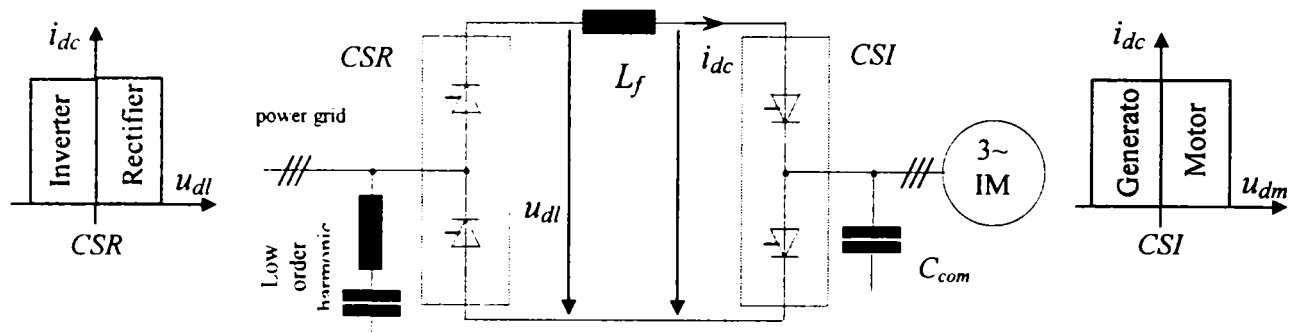 i_dc
Inverter
Rectifier
u_dl
CSR
power grid
Low
order
harmonic
CSR
L_f
u_dl
i_dc
CSI
3~
IM
C_com
i_dc
Generato
Motor
u_dm
CSI